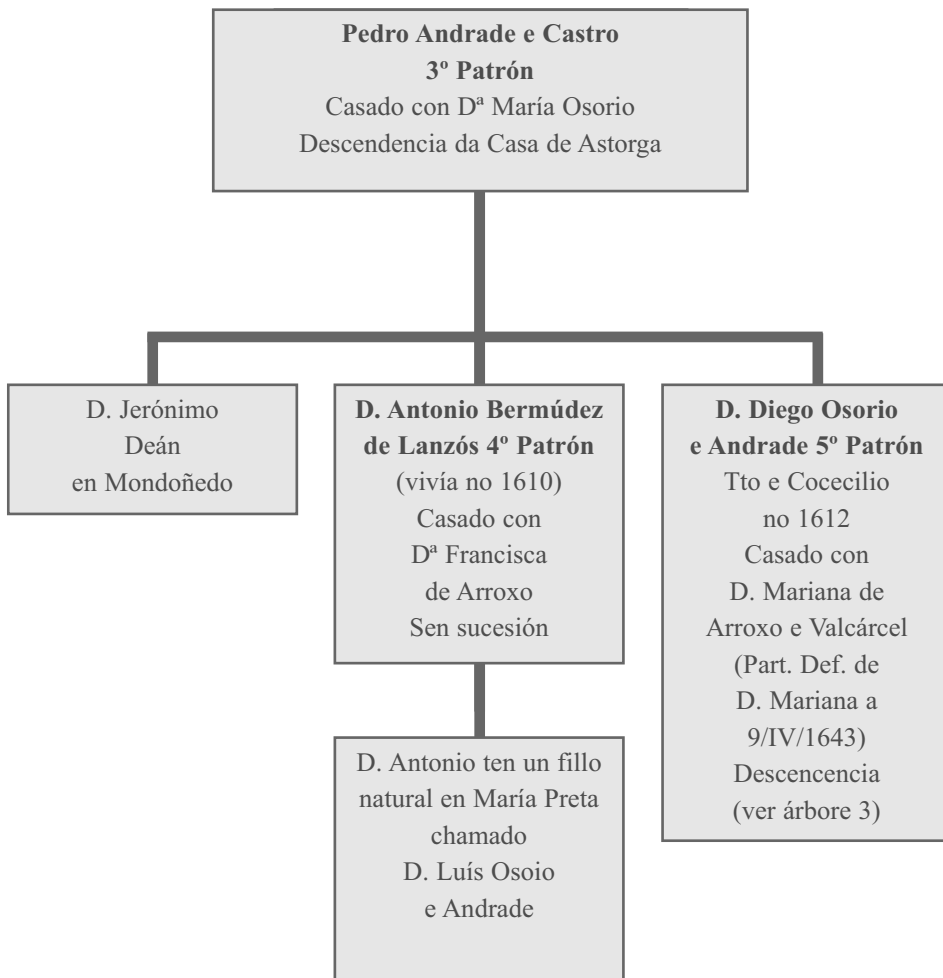 Pedro Andrade e Castro
3º Patrón
Casado con Dª María Osorio
Descendencia da Casa de Astorga
D. Jerónimo
Deán
en Mondoñedo
D. Antonio Bermúdez
de Lanzós 4º Patrón
(vivía no 1610)
Casado con
Dª Francisca
de Arroxo
Sen sucesión
D. Diego Osorio
e Andrade 5º Patrón
Tto e Cocecilio
no 1612
Casado con
D. Mariana de
Arroxo e Valcárcel
(Part. Def. de
D. Mariana a
9/IV/1643)
Descencencia
(ver árbore 3)
D. Antonio ten un fillo
natural en María Preta
chamado
D. Luís Osoio
e Andrade